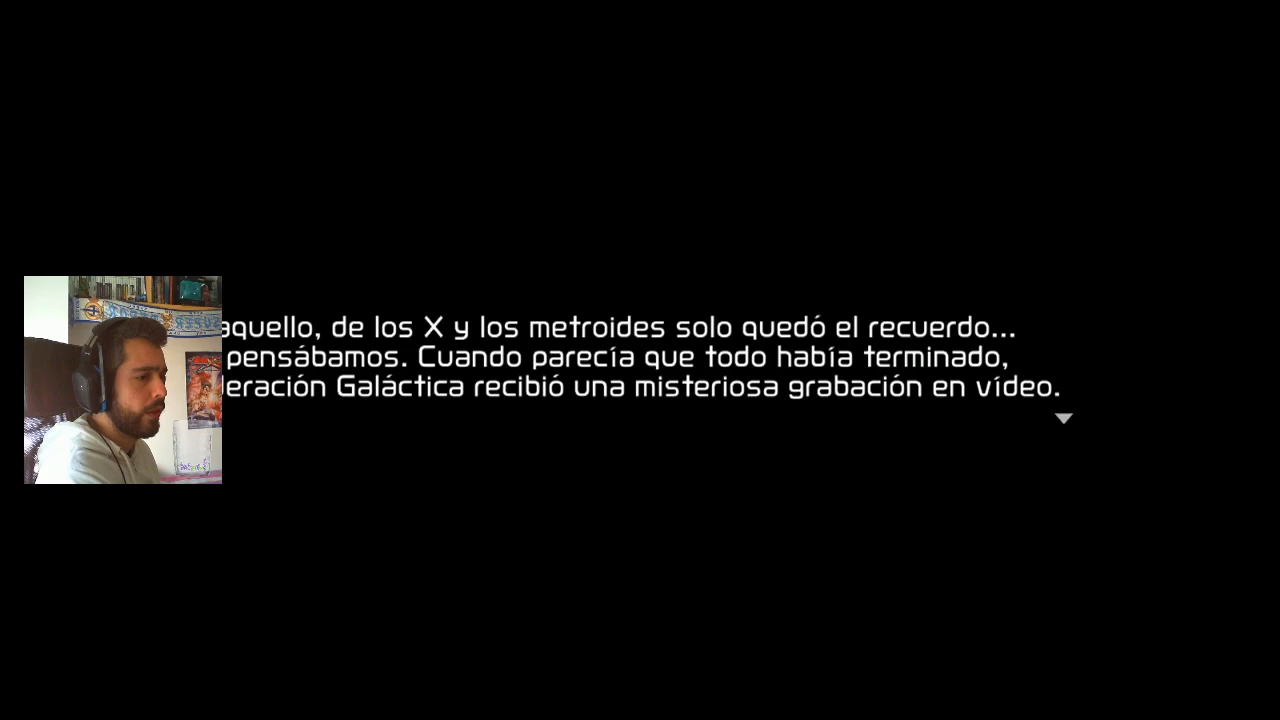 aquello, de los X y los metroides solo quedó el recuerdo...
pensábamos. Cuando parecía que todo había terminado,
deración Galáctica recibió una misteriosa grabación en vídeo.